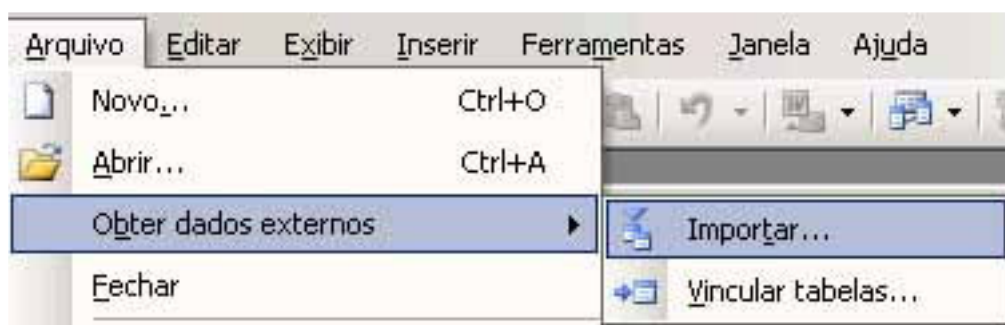 Arquivo Editar Exibir Inserir Ferramentas Janela Ajuda
Novo... Ctrl+O
Abrir... Ctrl+A
Obter dados externos
Importar...
Fechar
Vincular tabelas...